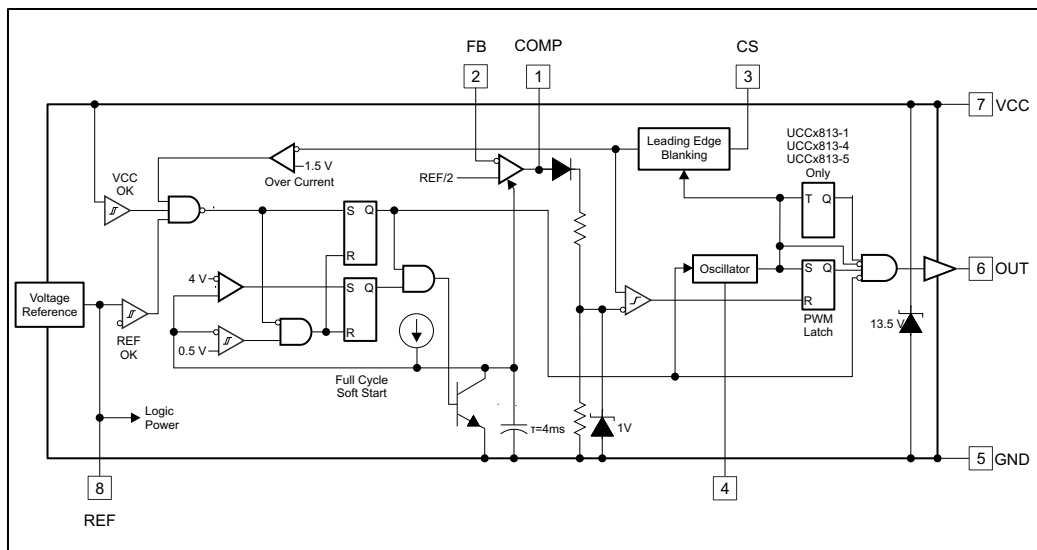 FB
COMP
CS
2
1
3
7
VCC
UCCx813-1
UCCx813-4
UCCx813-5
Only
Leading Edge
Blanking
1.5 V
Over Current
REF/2
VCC
OK
T Q
S Q
R
4 V
S Q
R
Oscillator
S Q
R
PWM
Latch
6
OUT
Voltage
Reference
REF
OK
0.5 V
13.5 V
Full Cycle
Soft Start
Logic
Power
τ=4ms
1V
5
GND
8
4
REF